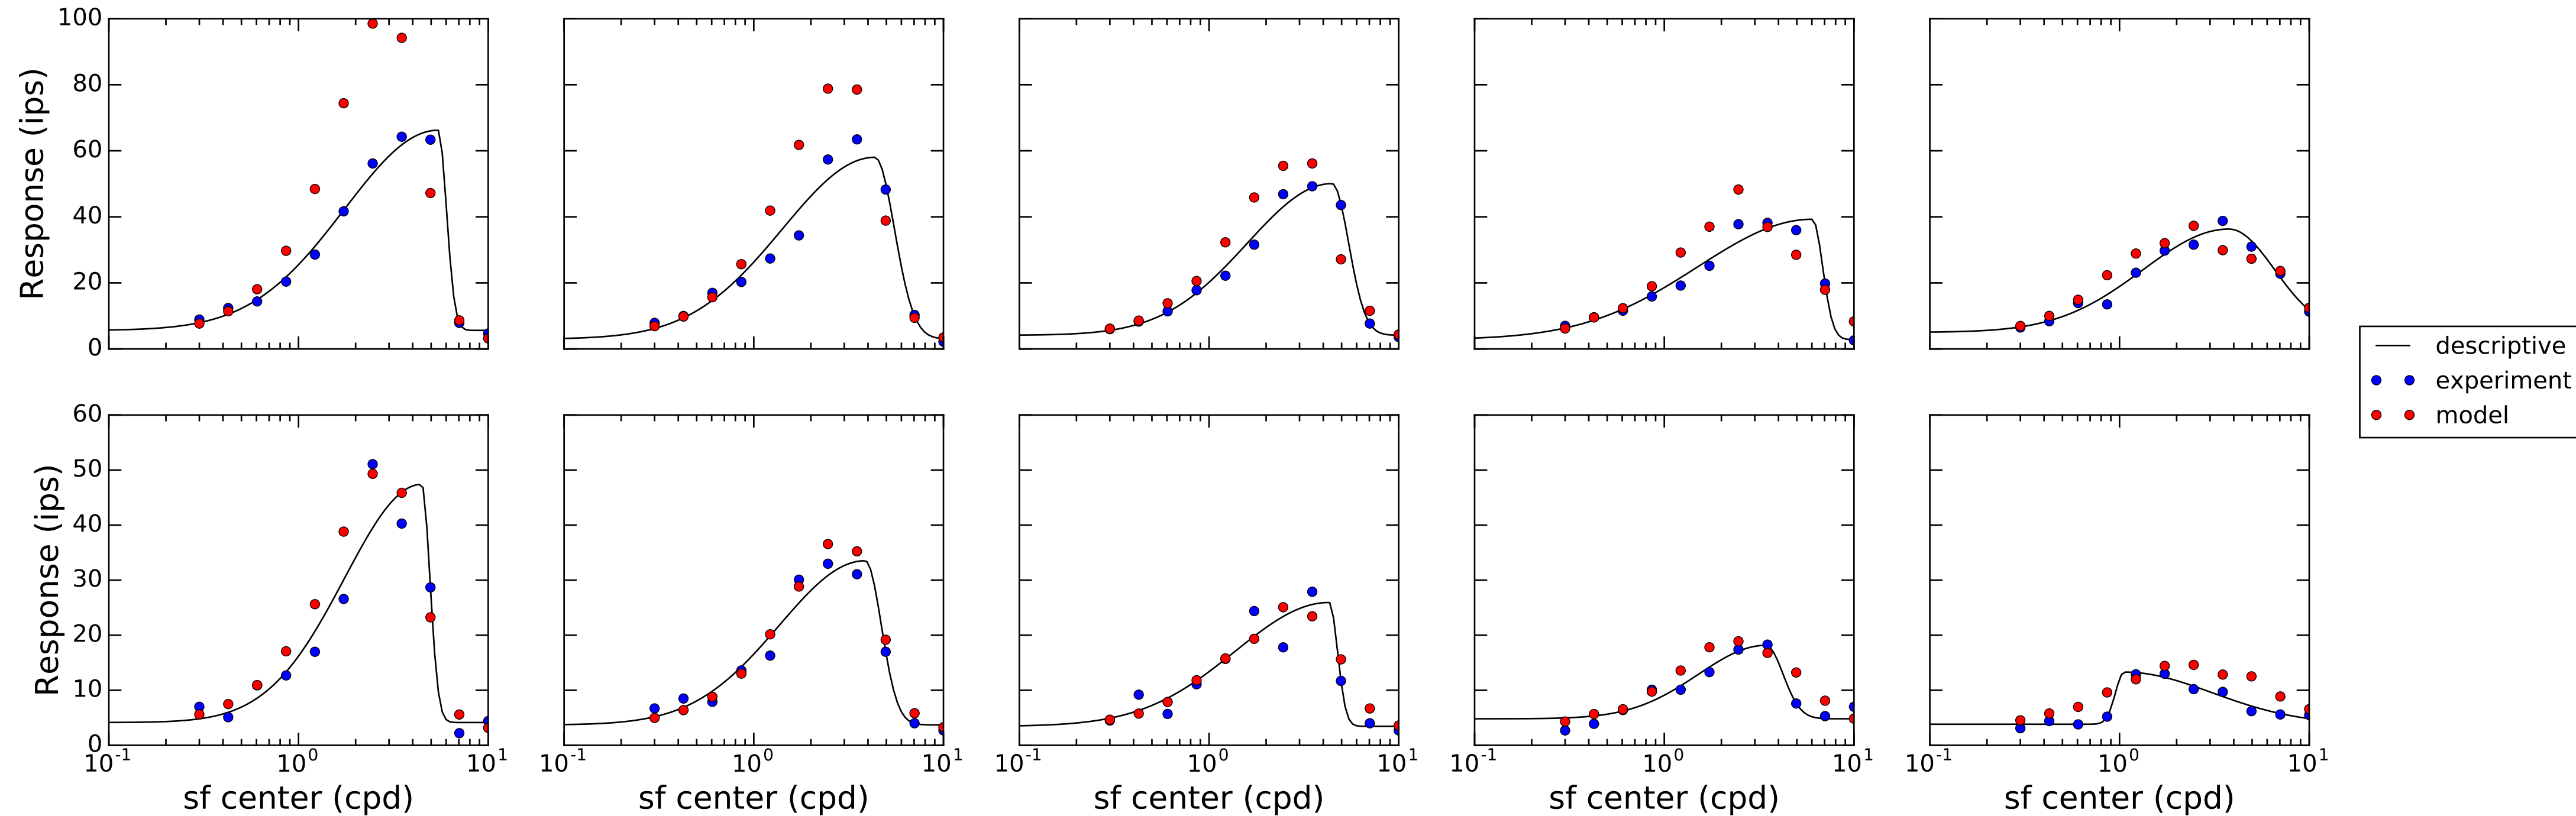 100
80
60
40
20
0
Response (ips)
60
50
40
30
20
10
0
Response (ips)
10⁻¹ 10⁰ 10¹ 10⁻¹ 10⁰ 10¹ 10⁻¹ 10⁰ 10¹ 10⁻¹ 10⁰ 10¹ 10⁻¹ 10⁰ 10¹
sf center (cpd) sf center (cpd) sf center (cpd) sf center (cpd) sf center (cpd)
descriptive
experiment
model